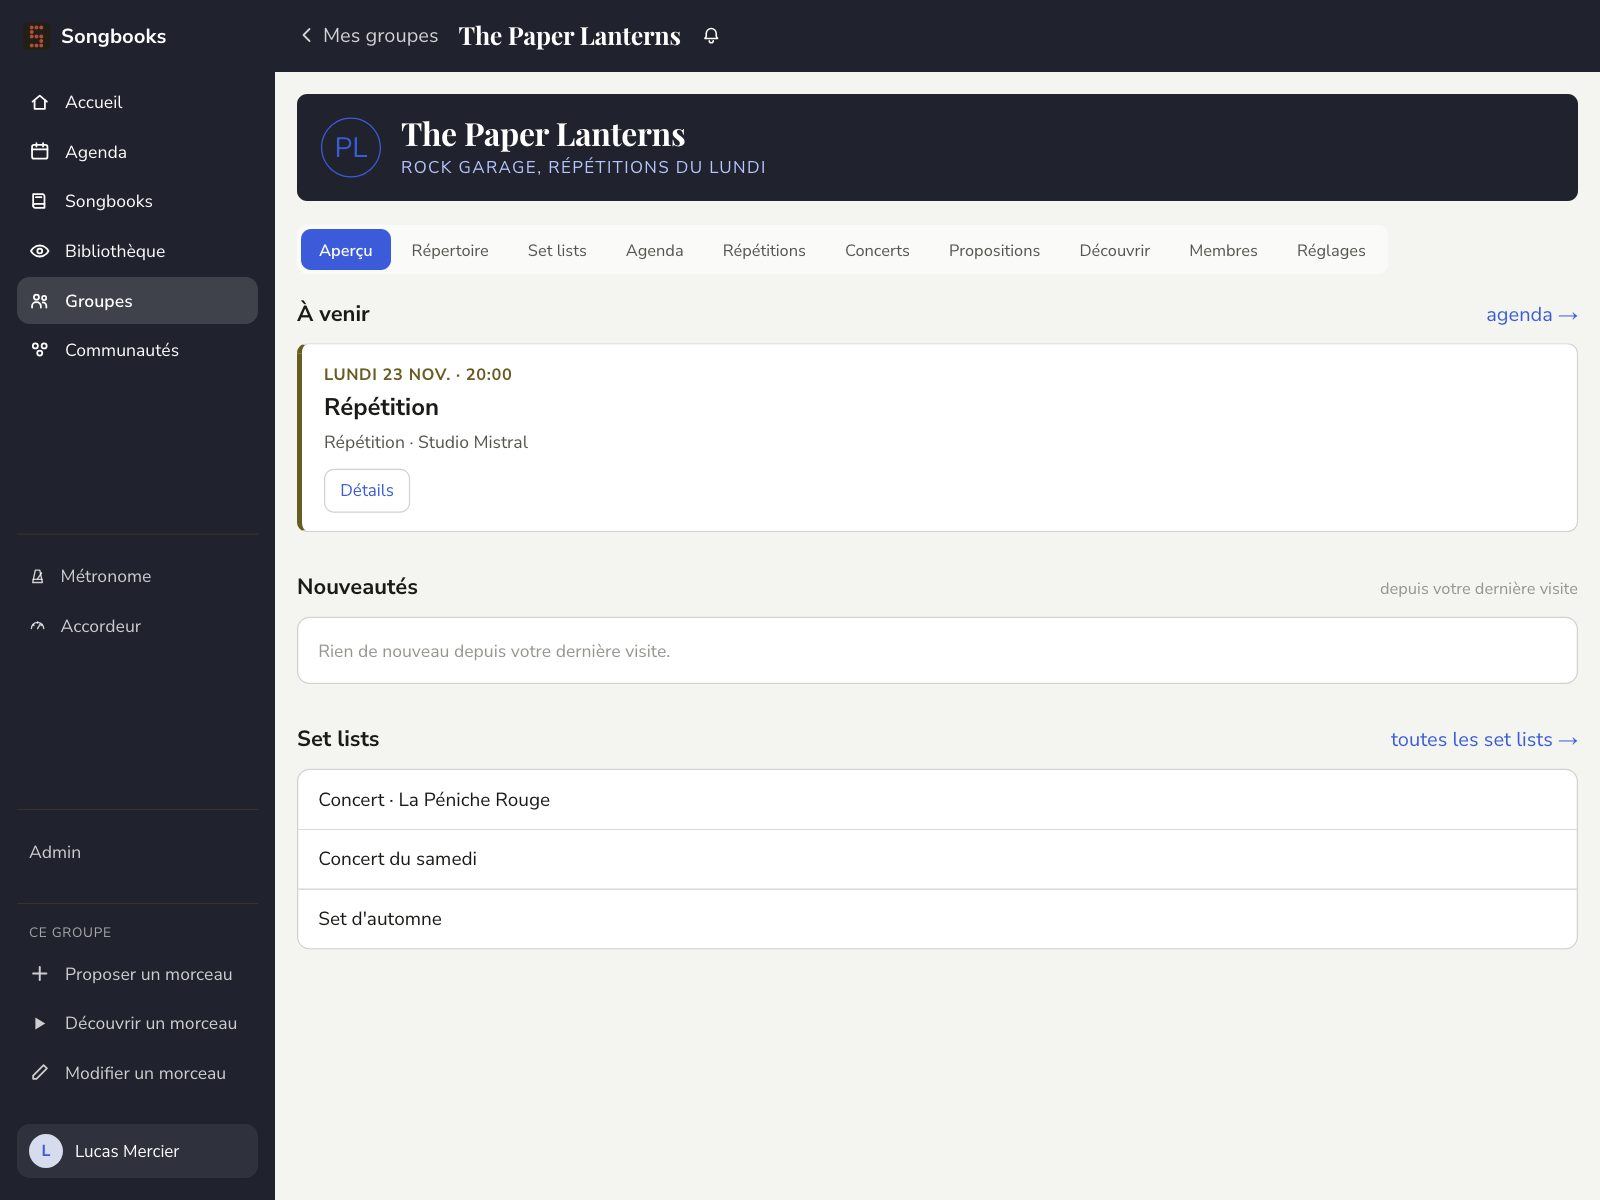 Songbooks
Mes groupes
The Paper Lanterns
Accueil
Agenda
Songbooks
Bibliothèque
Groupes
Communautés
Métronome
Accordeur
Admin
CE GROUPE
Proposer un morceau
Découvrir un morceau
Modifier un morceau
L
Lucas Mercier
PL
The Paper Lanterns
ROCK GARAGE, RÉPÉTITIONS DU LUNDI
Aperçu Répertoire Set lists Agenda Répétitions Concerts Propositions Découvrir Membres Réglages
À venir
agenda →
LUNDI 23 NOV. · 20:00
Répétition
Répétition · Studio Mistral
Détails
Nouveautés
depuis votre dernière visite
Rien de nouveau depuis votre dernière visite.
Set lists
toutes les set lists →
Concert · La Péniche Rouge
Concert du samedi
Set d'automne